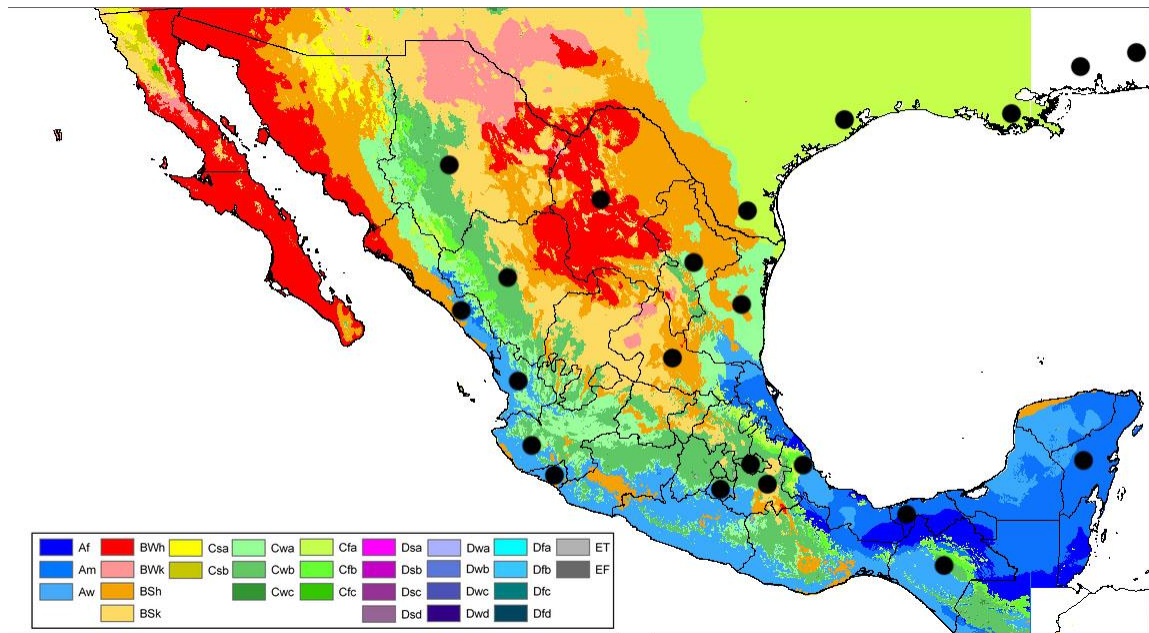 Af BWh Csa Cwa Cfa Dsa Dwa Dfa ET
Am BWk Csb Cwb Cfb Dsb Dwb Dfb EF
Aw BSh Cwc Cfc Dsc Dwc Dfc
BSk Dsd Dwd Dfd